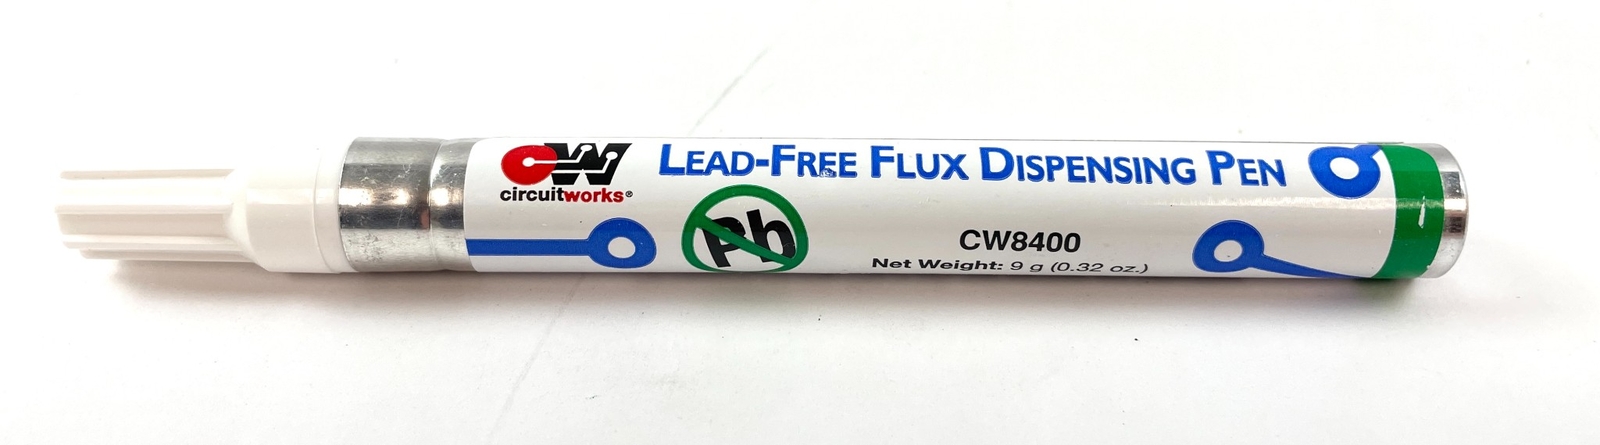 CW
circuitworks®
LEAD-FREE FLUX DISPENSING PEN
Pb
CW8400
Net Weight: 9 g (0.32 oz.)